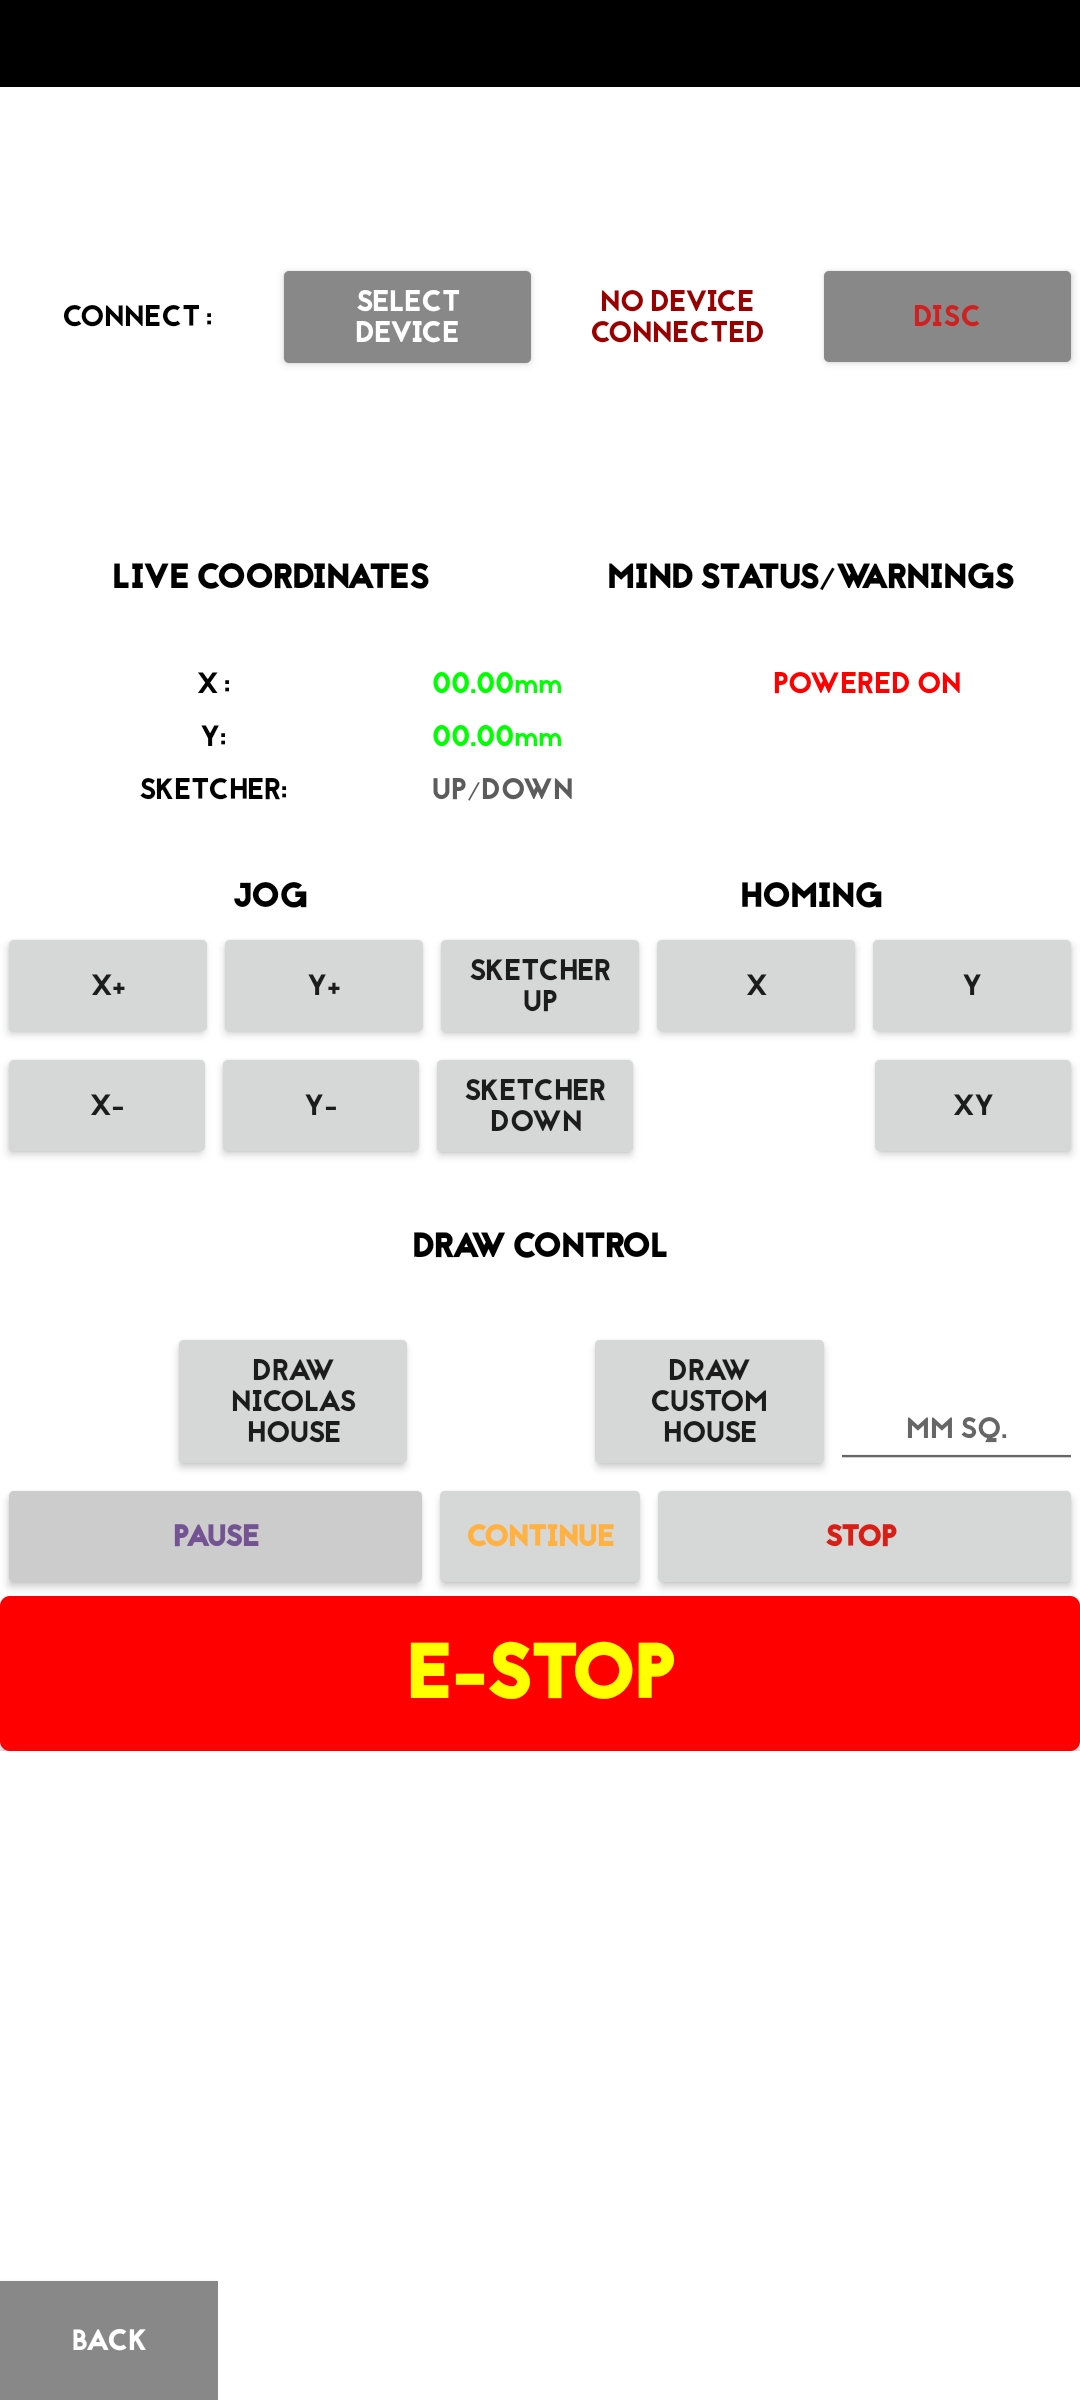 CONNECT :
SELECT
DEVICE
NO DEVICE
CONNECTED
DISC
LIVE COORDINATES
MIND STATUS/WARNINGS
X :
00.00mm
POWERED ON
Y:
00.00mm
SKETCHER:
UP/DOWN
JOG
HOMING
X+
Y+
SKETCHER
UP
X
Y
X-
Y-
SKETCHER
DOWN
XY
DRAW CONTROL
DRAW
NICOLAS
HOUSE
DRAW
CUSTOM
HOUSE
MM SQ.
PAUSE
CONTINUE
STOP
E-STOP
BACK